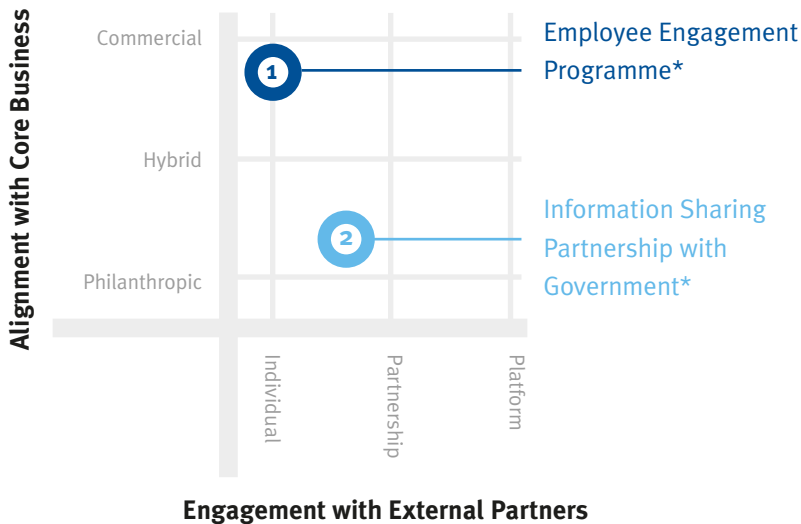 Alignment with Core Business
Commercial
Hybrid
Philanthropic
1
2
Employee Engagement
Programme*
Information Sharing
Partnership with
Government*
Individual
Partnership
Platform
Engagement with External Partners